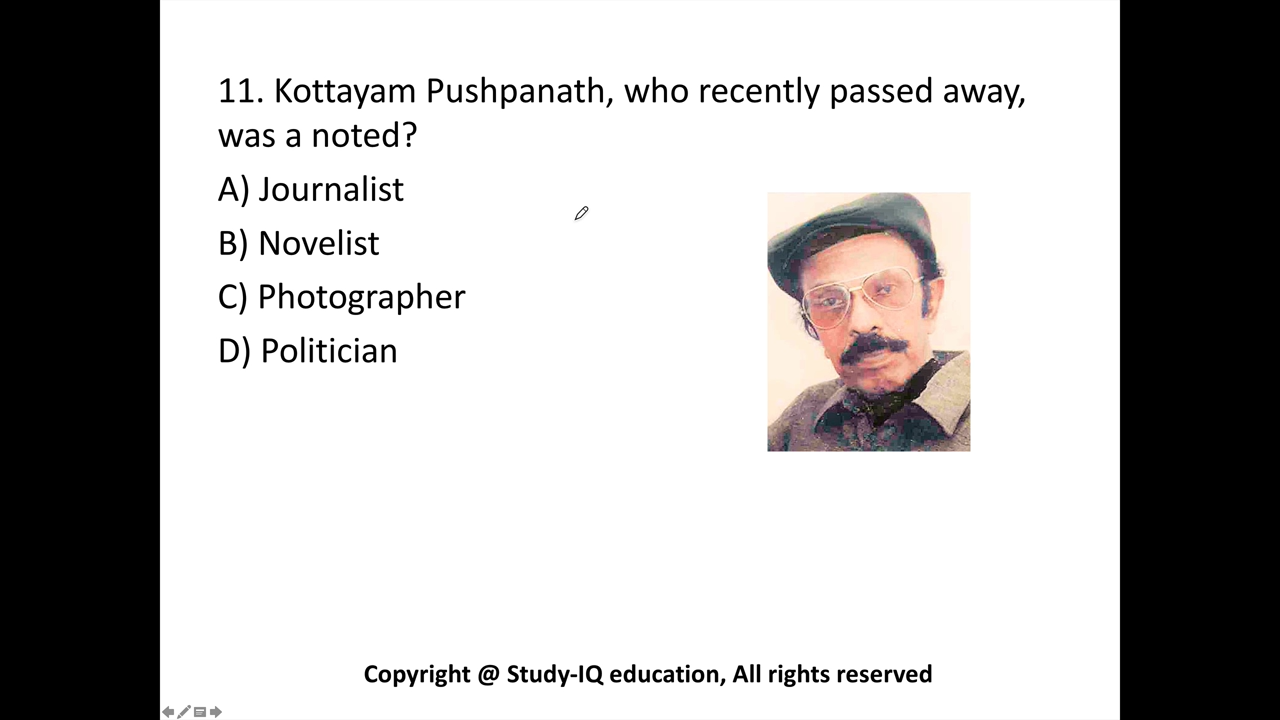 11. Kottayam Pushpanath, who recently passed away,
was a noted?
A) Journalist
B) Novelist
C) Photographer
D) Politician
Copyright @ Study-IQ education, All rights reserved